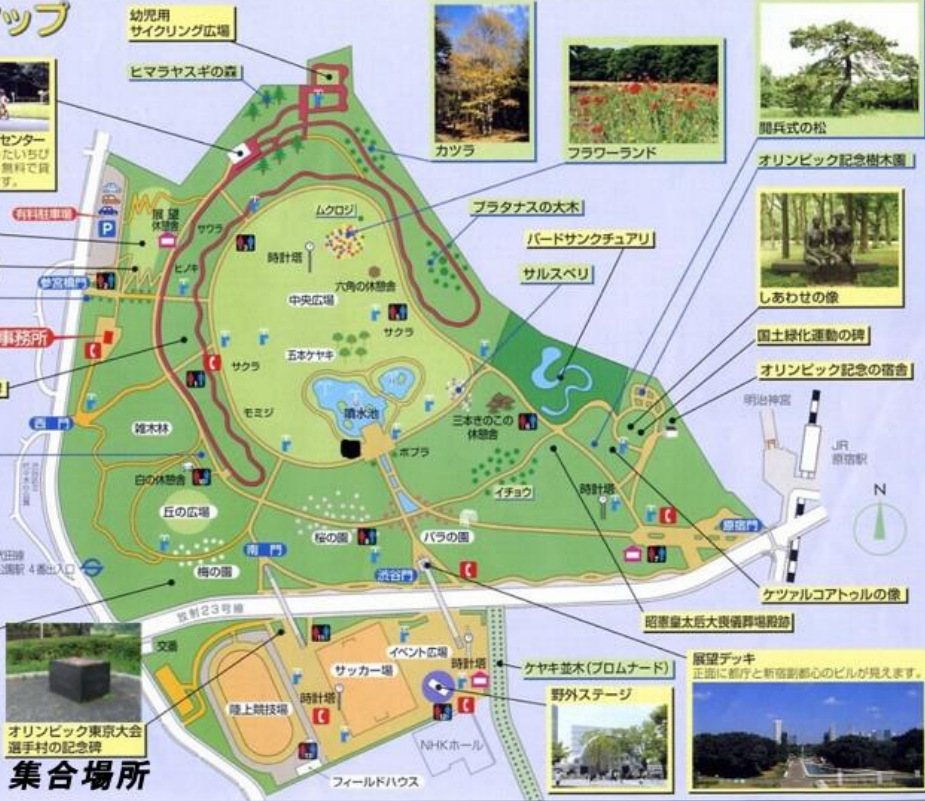 ップ
幼児用
サイクリング広場
ヒマラヤスギの森
カツラ
フラワーランド
閲兵式の松
オリンピック記念樹木園
センター
たいちび
無料で貸
す。
有料駐車場
P
展望
休憩舎
サワラ
ムクロジ
プラタナスの大木
バードサンクチュアリ
サルスベリ
しあわせの像
ヒノキ
時計塔
六角の休憩舎
参宮橋門
中央広場
サクラ
国土緑化運動の碑
事務所
五本ケヤキ
サクラ
オリンピック記念の宿舎
明治神宮
JR
原宿駅
モミジ
噴水池
西門
雑木林
三本きのこの
休憩舎
ポプラ
白の休憩舎
イチョウ
時計塔
N
丘の広場
桜の園
バラの園
原宿門
南門
梅の園
渋谷門
公園駅 4番出入口
放射23号線
ケツァルコアトゥルの像
昭憲皇太后大喪儀葬場殿跡
交番
イベント広場
サッカー場
時計塔
ケヤキ並木(プロムナード)
展望デッキ
正面に都庁と新宿副都心のビルが見えます。
時計塔
陸上競技場
野外ステージ
オリンピック東京大会
選手村の記念碑
NHKホール
集合場所
フィールドハウス